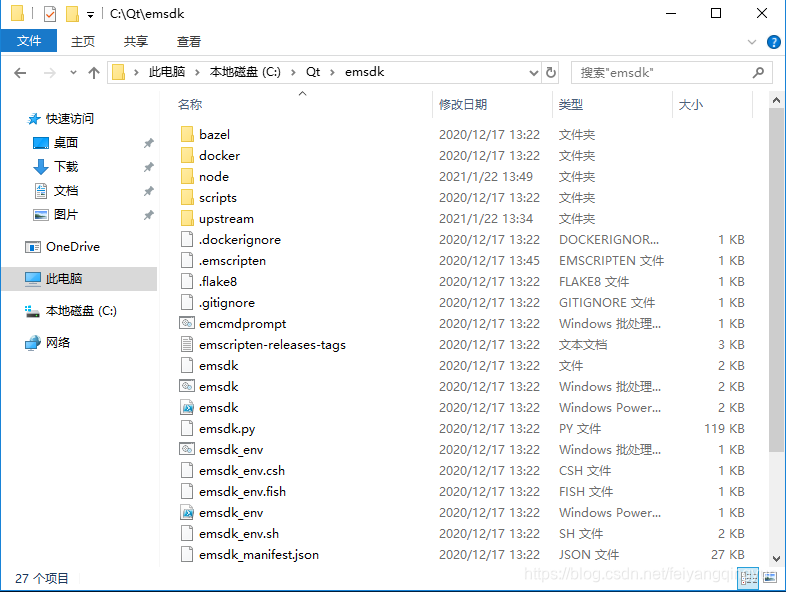 C:\Qt\emsdk
文件 主页 共享 查看
此电脑 本地磁盘 (C:) Qt emsdk 搜索"emsdk"
名称 修改日期 类型 大小
快速访问
桌面
下载
文档
图片
OneDrive
此电脑
本地磁盘 (C:)
网络
bazel 2020/12/17 13:22 文件夹
docker 2020/12/17 13:22 文件夹
node 2021/1/22 13:49 文件夹
scripts 2020/12/17 13:22 文件夹
upstream 2021/1/22 13:34 文件夹
.dockerignore 2020/12/17 13:22 DOCKERIGNOR... 1 KB
.emscripten 2020/12/17 13:45 EMSCRIPTEN 文件 1 KB
.flake8 2020/12/17 13:22 FLAKE8 文件 1 KB
.gitignore 2020/12/17 13:22 GITIGNORE 文件 1 KB
emcmdprompt 2020/12/17 13:22 Windows 批处理... 1 KB
emscripten-releases-tags 2020/12/17 13:22 文本文档 3 KB
emsdk 2020/12/17 13:22 文件 2 KB
emsdk 2020/12/17 13:22 Windows 批处理... 2 KB
emsdk 2020/12/17 13:22 Windows Power... 2 KB
emsdk.py 2020/12/17 13:22 PY 文件 119 KB
emsdk_env 2020/12/17 13:22 Windows 批处理... 1 KB
emsdk_env.csh 2020/12/17 13:22 CSH 文件 1 KB
emsdk_env.fish 2020/12/17 13:22 FISH 文件 1 KB
emsdk_env 2020/12/17 13:22 Windows Power... 1 KB
emsdk_env.sh 2020/12/17 13:22 SH 文件 2 KB
emsdk_manifest.json 2020/12/17 13:22 JSON 文件 27 KB
27 个项目